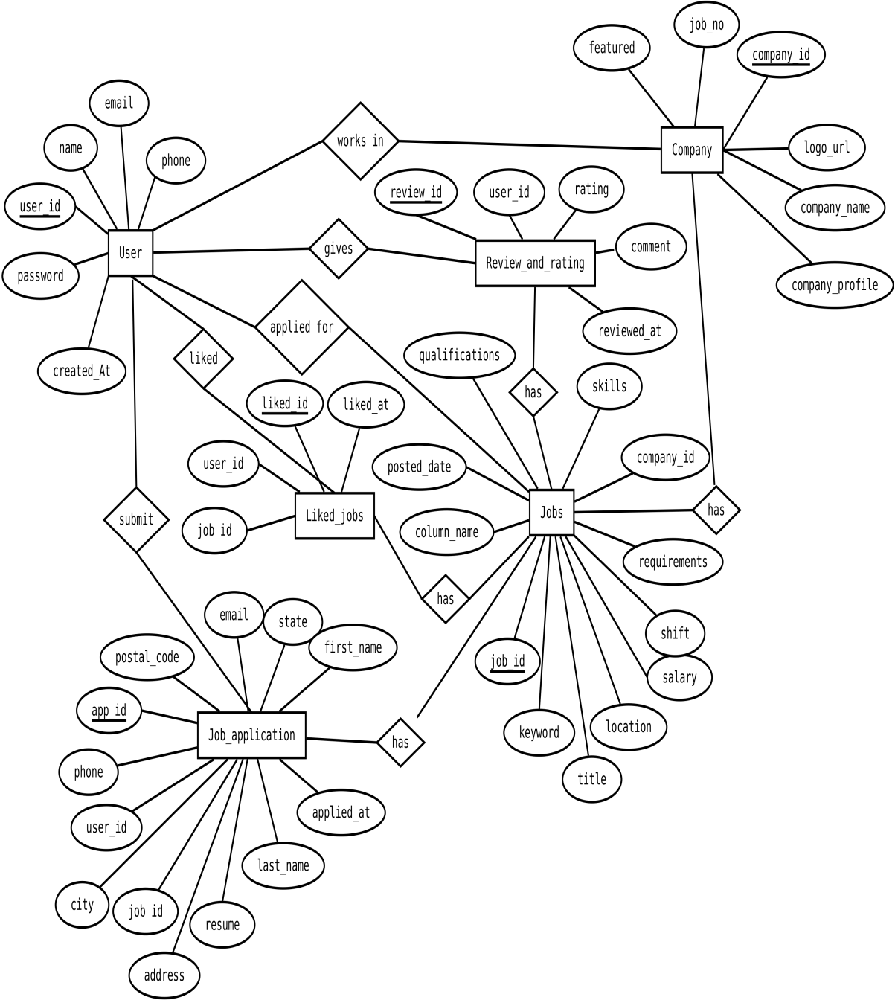 job_no
featured
company_id
email
works in
name
Company
logo_url
phone
review_id
user_id
rating
user_id
company_name
User
gives
comment
Review_and_rating
password
company_profile
applied for
reviewed_at
liked
qualifications
created_At
skills
has
liked_id
liked_at
company_id
user_id
posted_date
submit
Liked_jobs
Jobs
has
job_id
column_name
requirements
has
email
state
shift
first_name
postal_code
job_id
salary
app_id
location
Job_application
keyword
has
phone
title
applied_at
user_id
last_name
city
job_id
resume
address